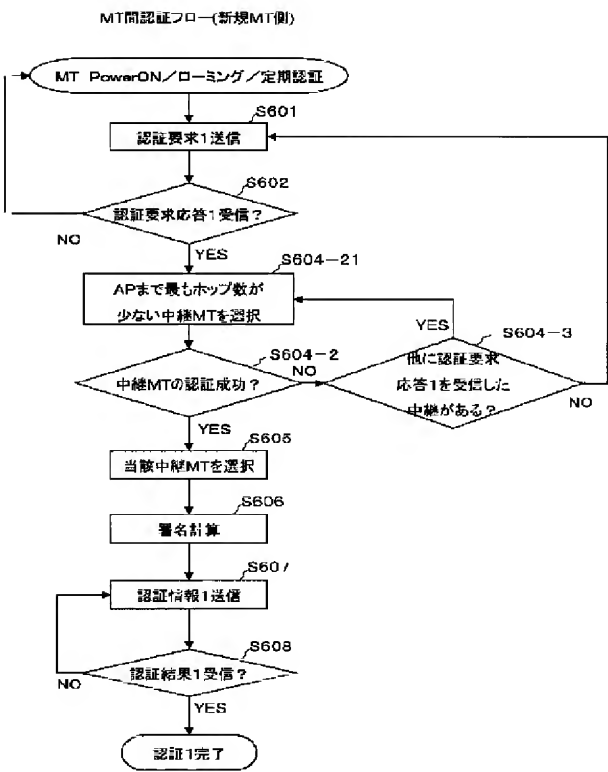 MT間認証フロー(新規MT側)
MT PowerON／ローミング／定期認証
S601
認証要求1送信
S602
認証要求応答1受信？
NO
YES
S604-21
APまで最もホップ数が
少ない中継MTを選択
YES
S604-3
S604-2
NO
中継MTの認証成功？
他に認証要求
応答1を受信した
中継がある？
NO
YES
S605
当該中継MTを選択
S606
署名計算
S607
認証情報1送信
S608
認証結果1受信？
NO
YES
認証1完了